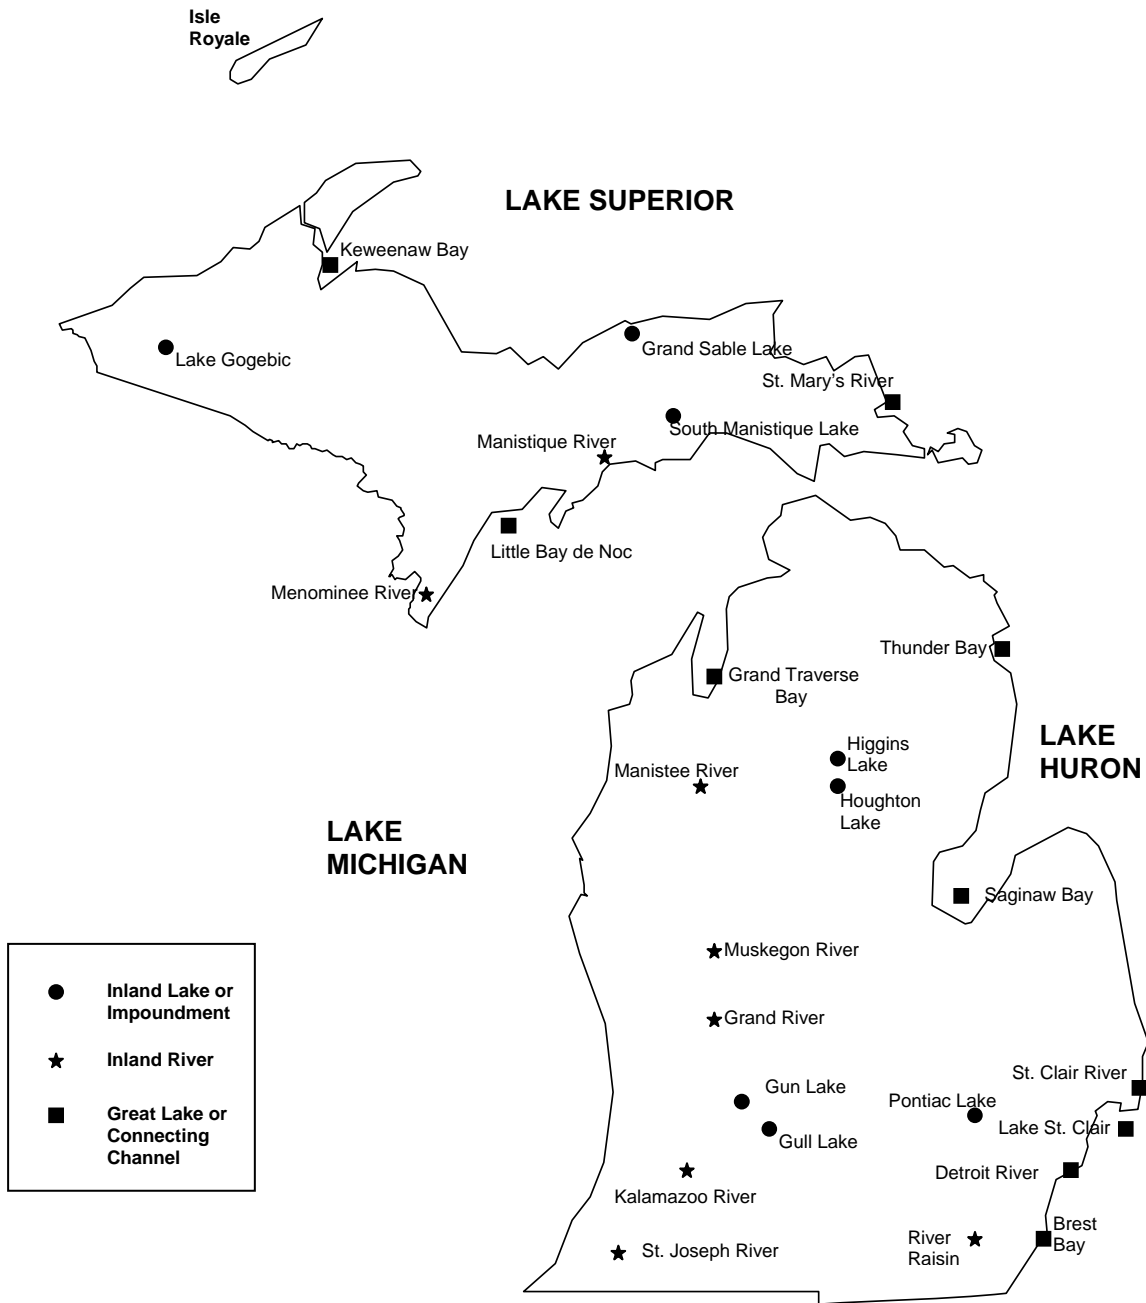 Isle
Royale
LAKE SUPERIOR
Keweenaw Bay
Lake Gogebic
Grand Sable Lake
St. Mary's River
South Manistique Lake
Manistique River
Little Bay de Noc
Menominee River
Thunder Bay
Grand Traverse
Bay
LAKE
HURON
Higgins
Lake
Manistee River
Houghton
Lake
LAKE
MICHIGAN
Saginaw Bay
Muskegon River
Grand River
St. Clair River
Gun Lake
Pontiac Lake
Lake St. Clair
Gull Lake
Detroit River
Kalamazoo River
Brest
Bay
River
Raisin
St. Joseph River
Inland Lake or
Impoundment
Inland River
Great Lake or
Connecting
Channel